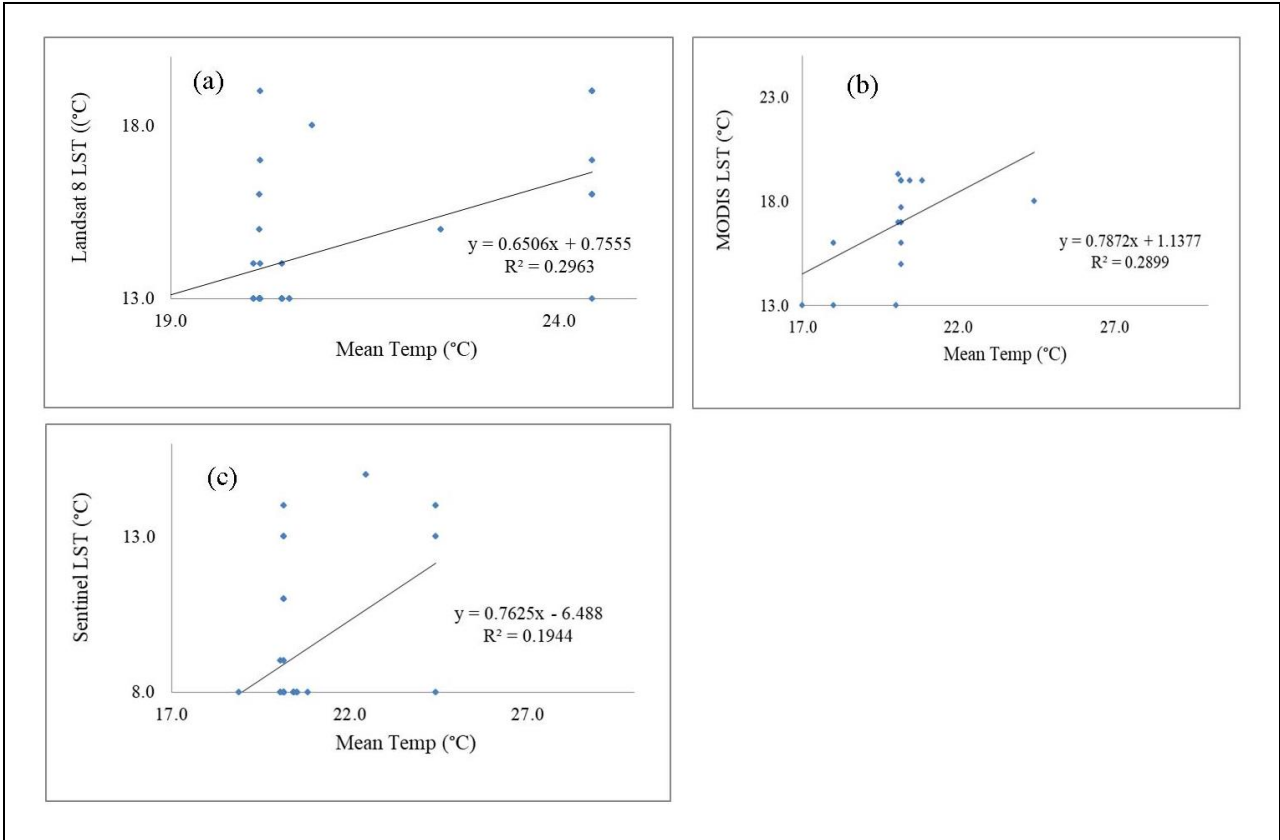 (a)
Landsat 8 LST ((°C)
18.0
13.0
19.0 24.0
Mean Temp (°C)
y = 0.6506x + 0.7555
R² = 0.2963
(b)
MODIS LST (°C)
23.0
18.0
13.0
17.0 22.0 27.0
Mean Temp (°C)
y = 0.7872x + 1.1377
R² = 0.2899
(c)
Sentinel LST (°C)
13.0
8.0
17.0 22.0 27.0
Mean Temp (°C)
y = 0.7625x - 6.488
R² = 0.1944